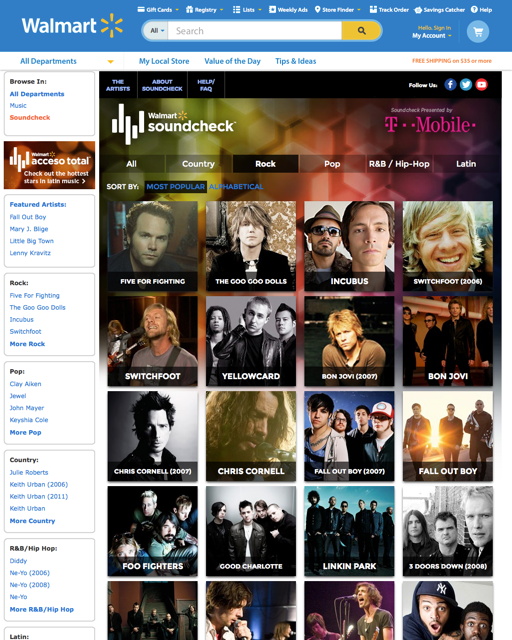 Gift Cards
Registry
Lists
Weekly Ads
Store Finder
Track Order
Savings Catcher
Help
Walmart
All
Search
Hello. Sign In
My Account
All Departments
My Local Store
Value of the Day
Tips & Ideas
FREE SHIPPING on $35 or more
Browse In:
All Departments
Music
Soundcheck
Walmart
acceso total
Check out the hottest
stars in latin music >
Featured Artists:
Fall Out Boy
Mary J. Blige
Little Big Town
Lenny Kravitz
Rock:
Five For Fighting
The Goo Goo Dolls
Incubus
Switchfoot
More Rock
Pop:
Clay Aiken
Jewel
John Mayer
Keyshia Cole
More Pop
Country:
Julie Roberts
Keith Urban (2006)
Keith Urban (2011)
Keith Urban
More Country
R&B/Hip Hop:
Diddy
Ne-Yo (2006)
Ne-Yo (2008)
Ne-Yo
More R&B/Hip Hop
Latin:
THE
ARTISTS
ABOUT
SOUNDCHECK
HELP/
FAQ
Follow Us:
Walmart
soundcheck
Soundcheck Presented by
T-Mobile
All
Country
Rock
Pop
R&B / Hip-Hop
Latin
SORT BY: MOST POPULAR ALPHABETICAL
FIVE FOR FIGHTING
THE GOO GOO DOLLS
INCUBUS
SWITCHFOOT (2006)
SWITCHFOOT
YELLOWCARD
BON JOVI (2007)
BON JOVI
CHRIS CORNELL (2007)
CHRIS CORNELL
FALL OUT BOY (2007)
FALL OUT BOY
FOO FIGHTERS
GOOD CHARLOTTE
LINKIN PARK
3 DOORS DOWN (2008)